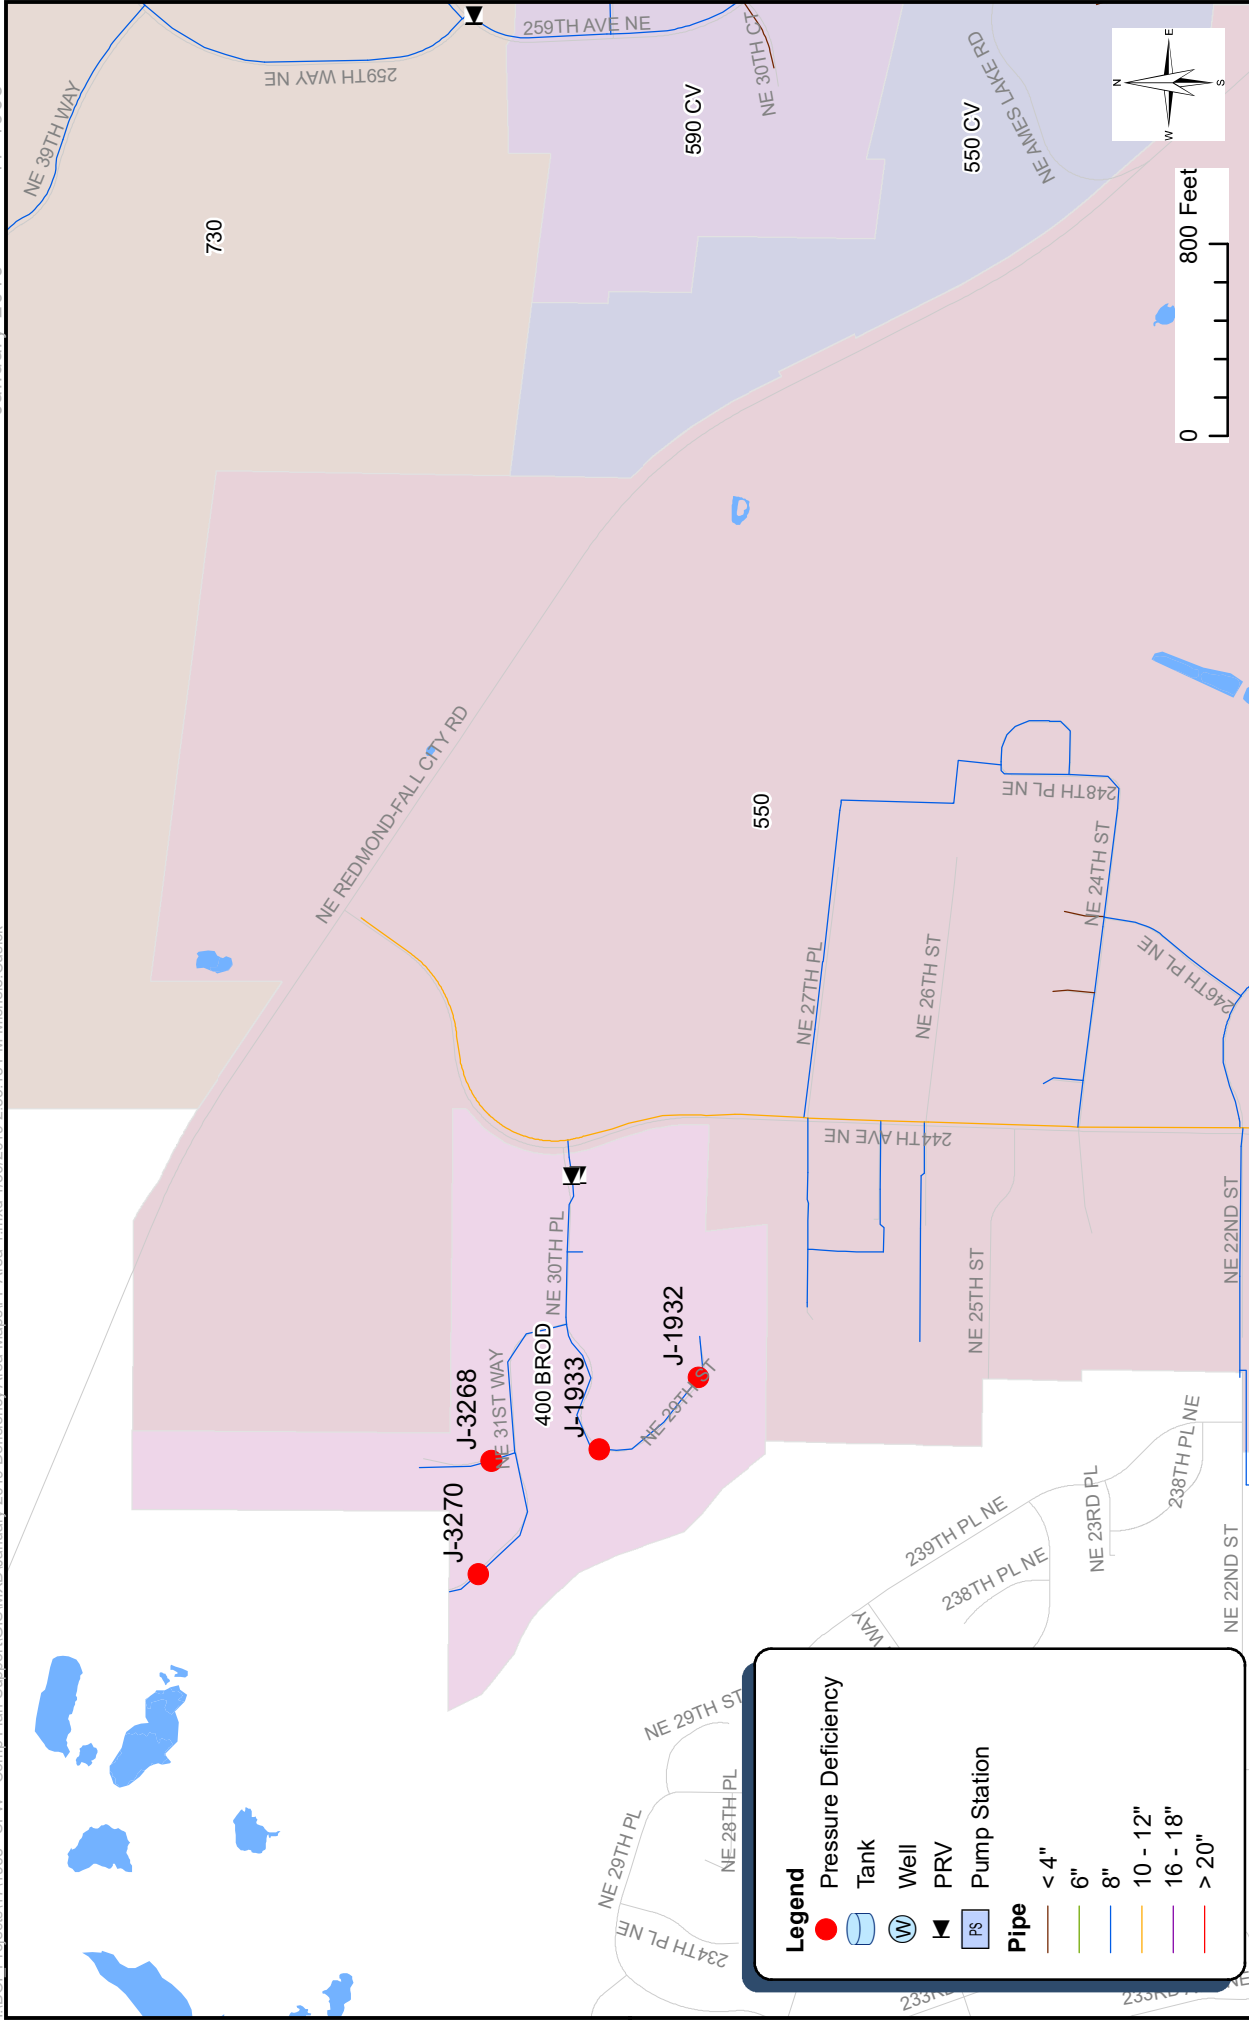 NE 39TH WAY
259TH WAY NE
259TH AVE NE
NE 30TH CT
NE AMES LAKE RD
730
590 CV
550 CV
N
E
S
W
0
800 Feet
NE REDMOND-FALL CITY RD
550
248TH PL NE
NE 24TH ST
246TH PL NE
NE 27TH PL
NE 26TH ST
244TH AVE NE
NE 25TH ST
NE 22ND ST
NE 30TH PL
400 BROD
NE 31ST WAY
J-3268
J-3270
J-1933
J-1932
NE 29TH ST
239TH PL NE
238TH PL NE
NE 23RD PL
238TH PL NE
NE 22ND ST
WAY
NE 29TH ST
NE 28TH PL
NE 29TH PL
234TH PL NE
Legend
Pressure Deficiency
Tank
W
Well
PRV
PS
Pump Station
Pipe
< 4"
6"
8"
10 - 12"
16 - 18"
> 20"